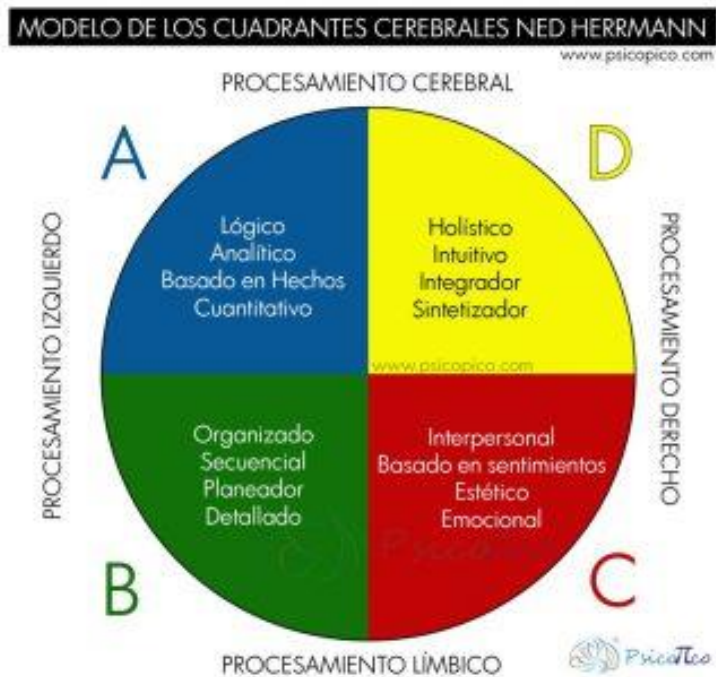 MODELO DE LOS CUADRANTES CEREBRALES NED HERRMANN
www.psicopico.com
PROCESAMIENTO CEREBRAL
A
D
PROCESAMIENTO IZQUIERDO
Lógico
Analítico
Basado en Hechos
Cuantitativo
Holístico
Intuitivo
Integrador
Sintetizador
PROCESAMIENTO DERECHO
www.psicopico.com
Organizado
Secuencial
Planeador
Detallado
Interpersonal
Basado en sentimientos
Estético
Emocional
B
C
PROCESAMIENTO LÍMBICO